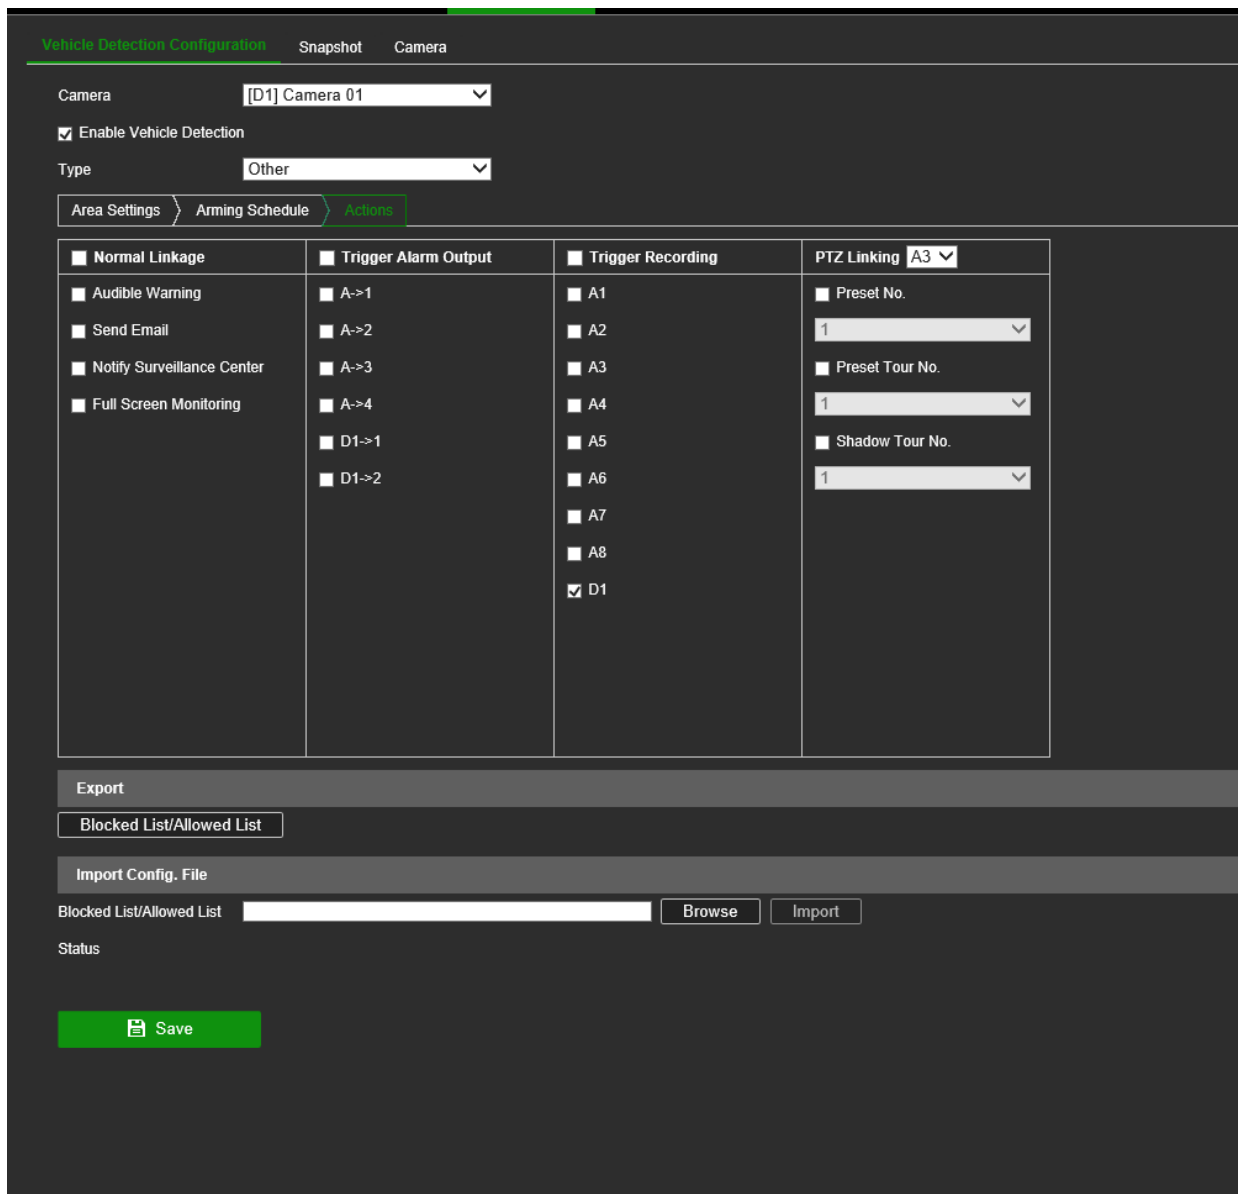 Vehicle Detection Configuration Snapshot Camera
Camera [D1] Camera 01
Enable Vehicle Detection
Type Other
Area Settings Arming Schedule Actions
Normal Linkage Trigger Alarm Output Trigger Recording PTZ Linking A3
Audible Warning A->1 A1 Preset No.
Send Email A->2 A2 1
Notify Surveillance Center A->3 A3 Preset Tour No.
Full Screen Monitoring A->4 A4 1
D1->1 A5 Shadow Tour No.
D1->2 A6 1
A7
A8
D1
Export
Blocked List/Allowed List
Import Config. File
Blocked List/Allowed List Browse Import
Status
Save